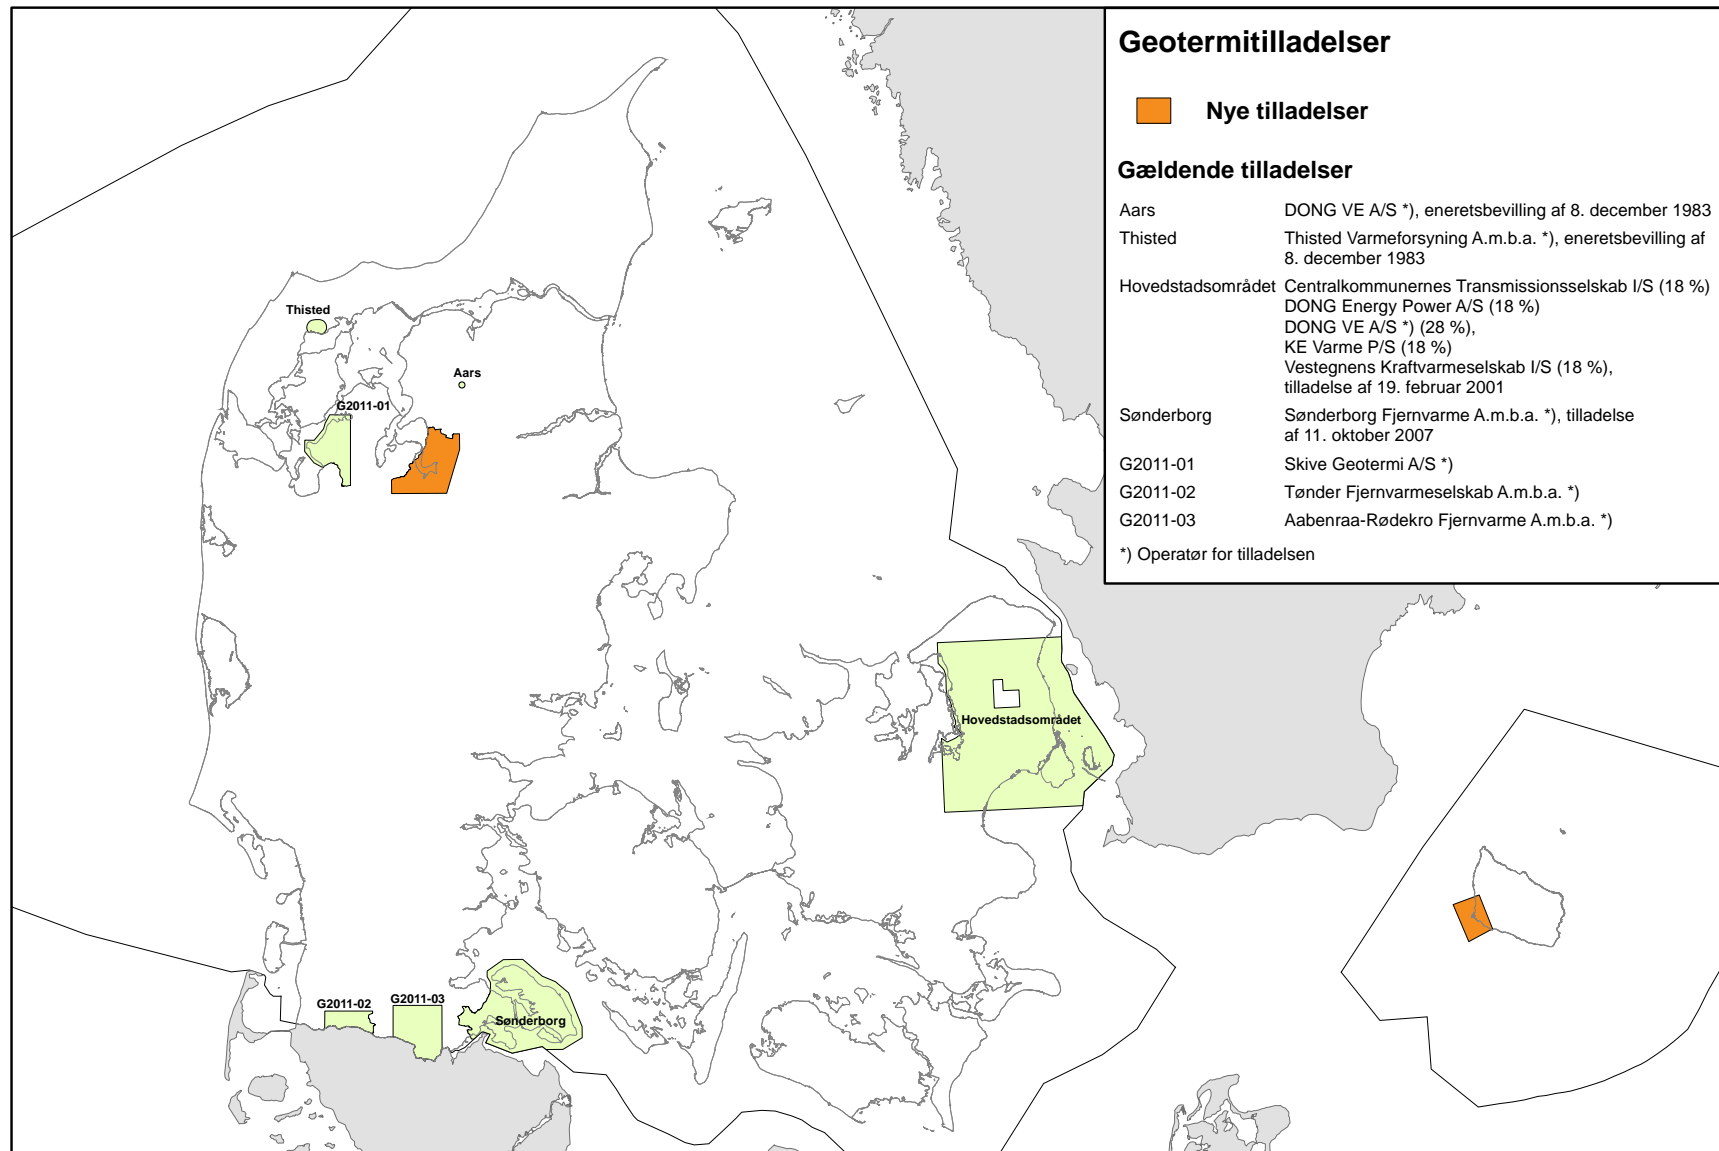 Geotermitilladelser
Nye tilladelser
Gældende tilladelser
Aars DONG VE A/S *), eneretsbevilling af 8. december 1983
Thisted Thisted Varmeforsyning A.m.b.a. *), eneretsbevilling af
8. december 1983
Hovedstadsområdet Centralkommunernes Transmissionsselskab I/S (18 %)
DONG Energy Power A/S (18 %)
DONG VE A/S *) (28 %),
KE Varme P/S (18 %)
Vestegnens Kraftvarmeselskab I/S (18 %),
tilladelse af 19. februar 2001
Sønderborg Sønderborg Fjernvarme A.m.b.a. *), tilladelse
af 11. oktober 2007
G2011-01 Skive Geotermi A/S *)
G2011-02 Tønder Fjernvarmeselskab A.m.b.a. *)
G2011-03 Aabenraa-Rødekro Fjernvarme A.m.b.a. *)
*) Operatør for tilladelsen
Thisted
Aars
G2011-01
Hovedstadsområdet
G2011-02
G2011-03
Sønderborg